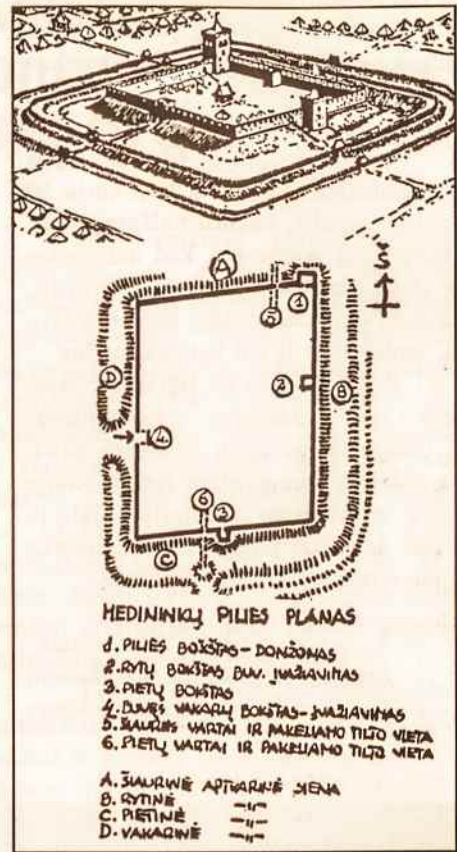 Š
A
1
5
D
2
B
4
6
3
C
MEDININKŲ PILIES PLANAS
1. PILIES BOKŠTAS - DONŽONAS
2. RYTŲ BOKŠTAS BUV. ĮVAŽIAVIMAS
3. PIETŲ BOKŠTAS
4. BUVĘS VAKARŲ BOKŠTAS - ĮVAŽIAVIMAS
5. ŠIAURĖS VARTAI IR PAKELIAMO TILTO VIETA
6. PIETŲ VARTAI IR PAKELIAMO TILTO VIETA
A. ŠIAURINĖ APTVARINĖ SIENA
B. RYTINĖ —"—
C. PIETINĖ —"—
D. VAKARINĖ —"—